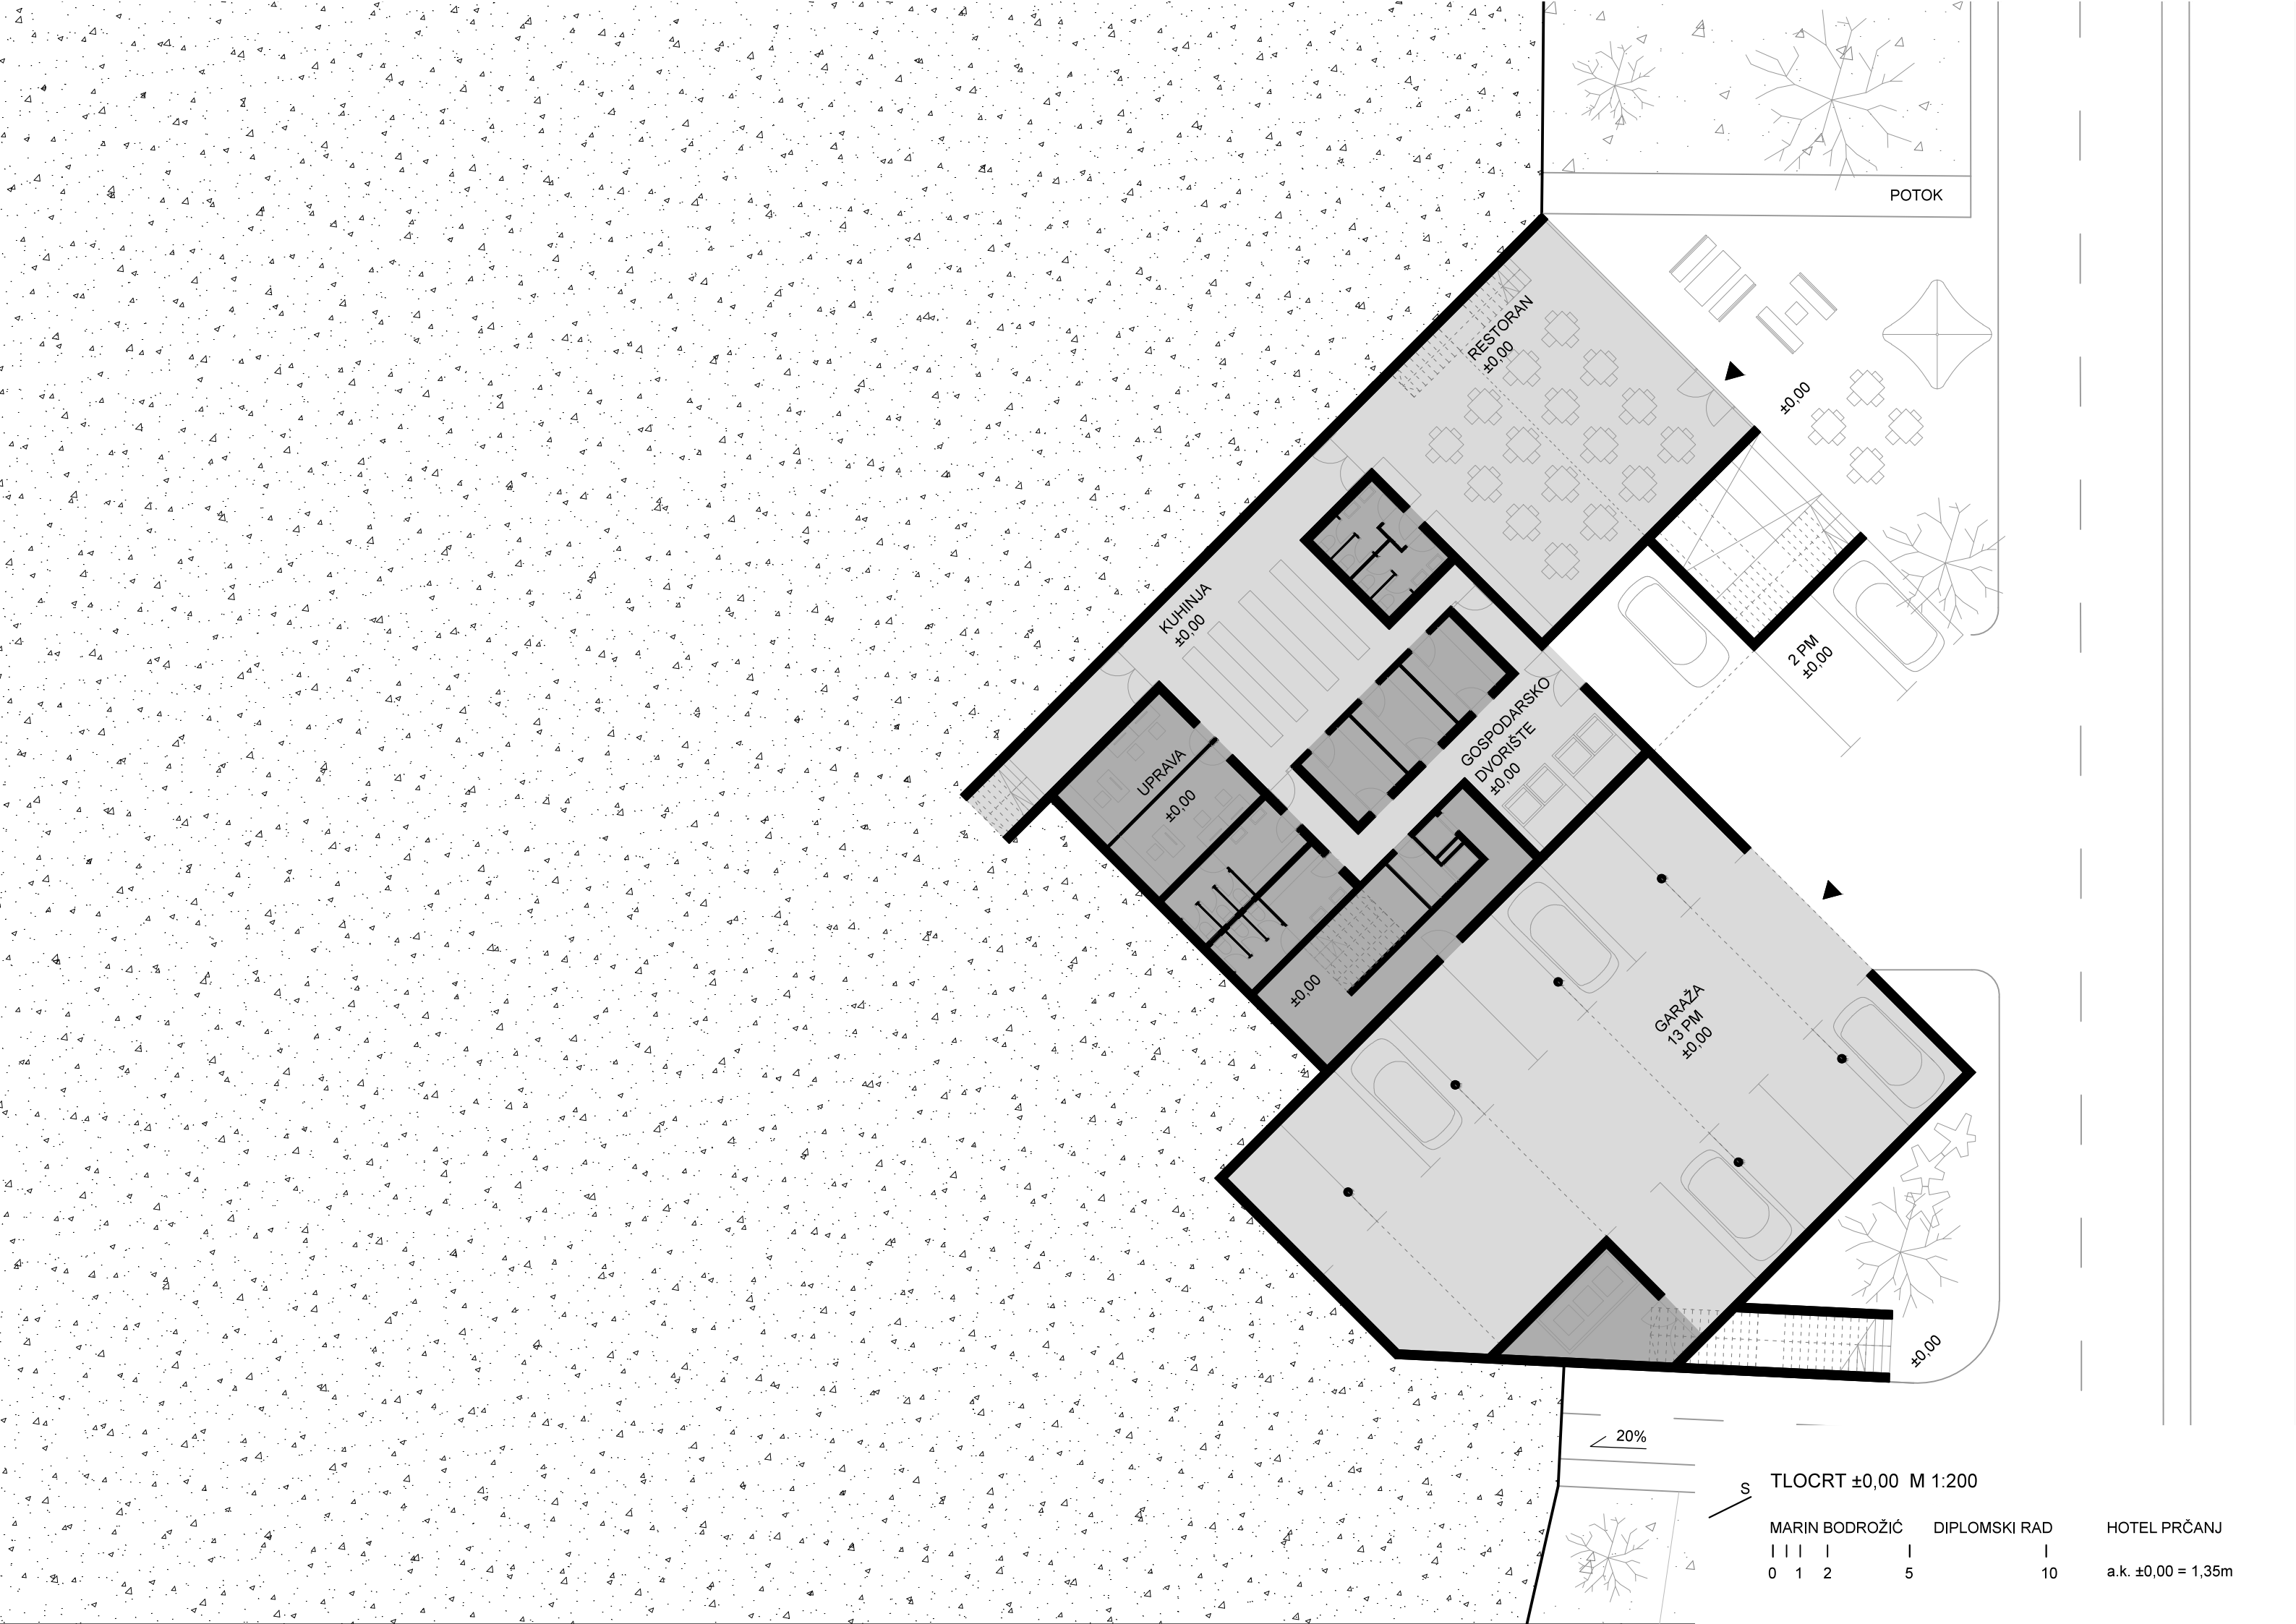 POTOK
RESTORAN
±0,00
±0,00
KUHINJA
±0,00
2 PM
±0,00
GOSPODARSKO
DVORIŠTE
±0,00
UPRAVA
±0,00
±0,00
GARAŽA
13 PM
±0,00
±0,00
20%
S
TLOCRT ±0,00 M 1:200
MARIN BODROŽIĆ DIPLOMSKI RAD HOTEL PRČANJ
0 1 2 5 10 a.k. ±0,00 = 1,35m